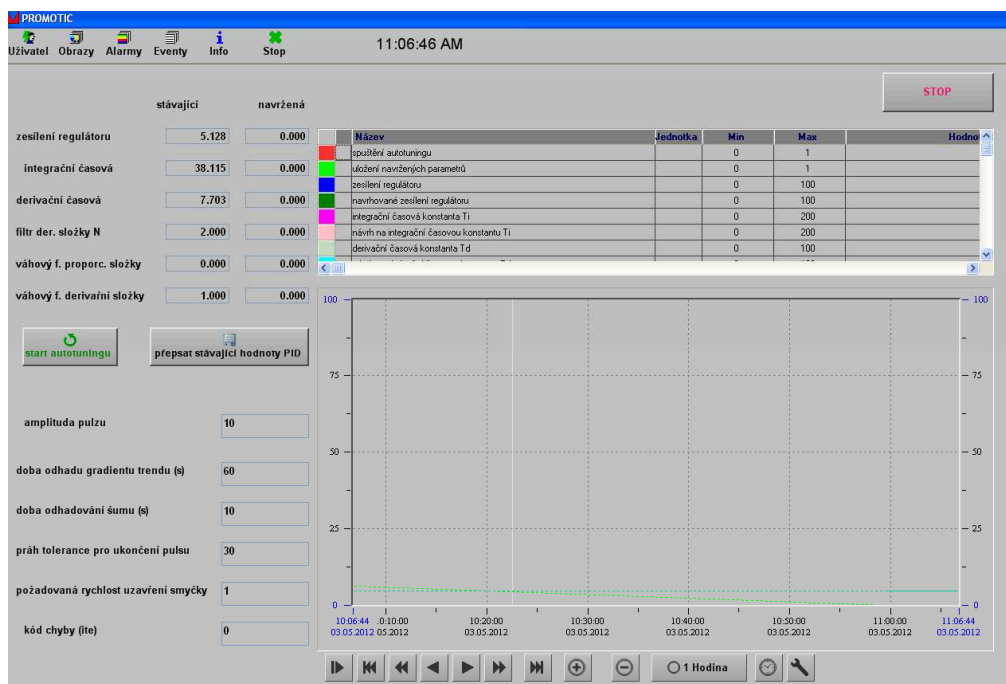 PROMOTIC
Uživatel Obrazy Alarmy Eventy Info Stop
11:06:46 AM
STOP
stávající navržená
zesílení regulátoru 5.128 0.000
integrační časová 38.115 0.000
derivační časová 7.703 0.000
filtr der. složky N 2.000 0.000
váhový f. proporc. složky 0.000 0.000
váhový f. derivařní složky 1.000 0.000
start autotuningu
přepsat stávající hodnoty PID
amplituda pulzu 10
doba odhadu gradientu trendu (s) 60
doba odhadování šumu (s) 10
práh tolerance pro ukončení pulsu 30
požadovaná rychlost uzavření smyčky 1
kód chyby (ite) 0
Název Jednotka Min Max Hodnot
spuštění autotuningu 0 1
uložení navržených parametrů 0 1
zesílení regulátoru 0 100
navrhované zesílení regulátoru 0 100
integrační časová konstanta Ti 0 200
návrh na integrační časovou konstantu Ti 0 200
derivační časová konstanta Td 0 100
100 100
75 75
50 50
25 25
0 0
10:06:44 .0:10:00 10:20:00 10:30:00 10:40:00 10:50:00 11:00:00 11:06:44
03.05.2012 05.2012 03.05.2012 03.05.2012 03.05.2012 03.05.2012 03.05.2012 03.05.2012
1 Hodina